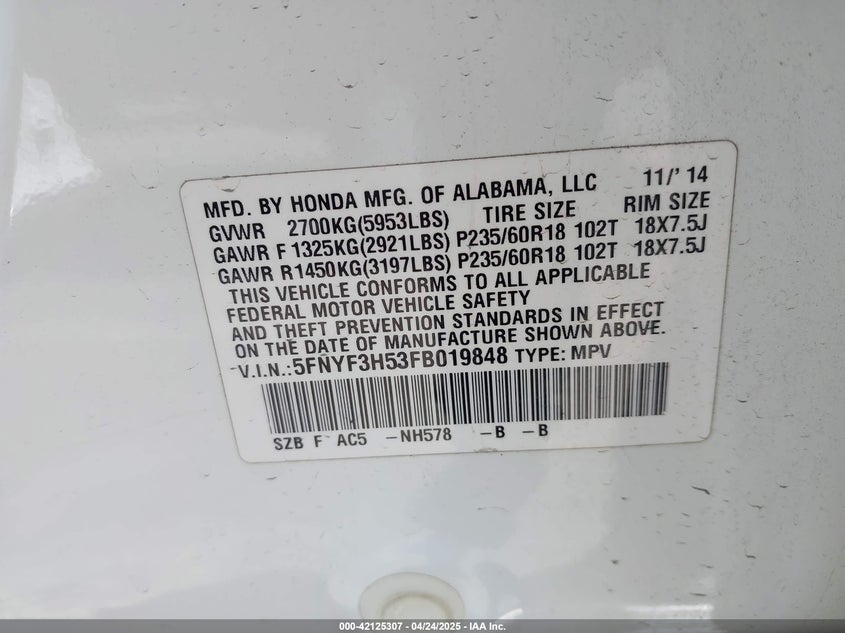 MFD. BY HONDA MFG. OF ALABAMA, LLC 11/' 14
GVWR 2700KG(5953LBS) TIRE SIZE RIM SIZE
GAWR F 1325KG(2921LBS) P235/60R18 102T 18X7.5J
GAWR R1450KG(3197LBS) P235/60R18 102T 18X7.5J
THIS VEHICLE CONFORMS TO ALL APPLICABLE
FEDERAL MOTOR VEHICLE SAFETY
AND THEFT PREVENTION STANDARDS IN EFFECT
ON THE DATE OF MANUFACTURE SHOWN ABOVE.
V.I.N.:5FNYF3H53FB019848 TYPE: MPV
SZB F AC5 -NH578 -B -B
000-42125307 - 04/24/2025 - IAA Inc.